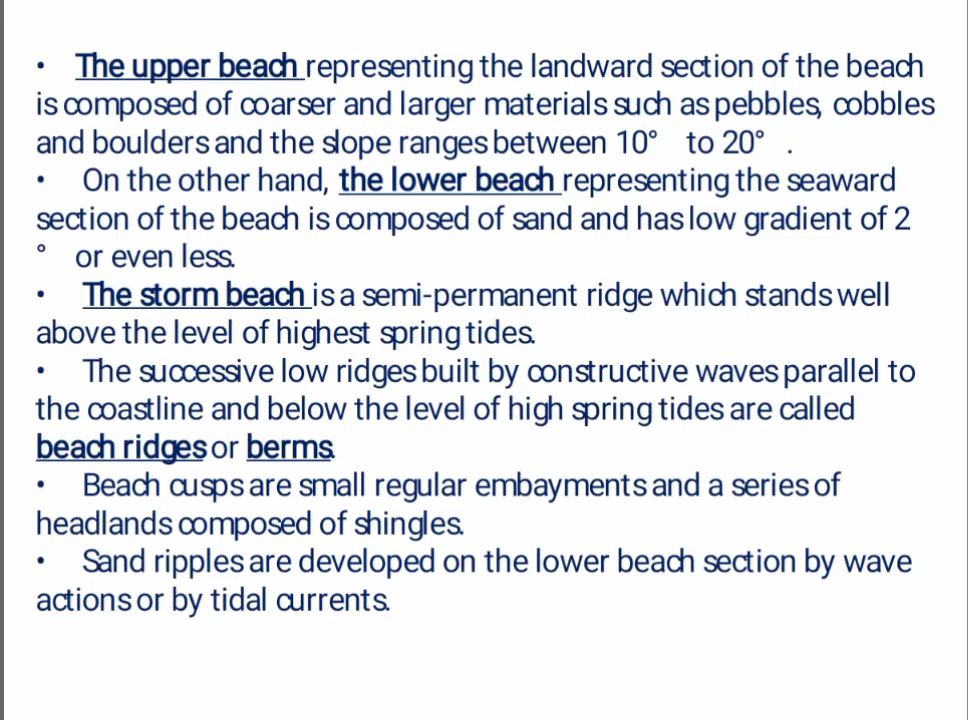 • The upper beach representing the landward section of the beach
is composed of coarser and larger materials such as pebbles, cobbles
and boulders and the slope ranges between 10° to 20° .
• On the other hand, the lower beach representing the seaward
section of the beach is composed of sand and has low gradient of 2
° or even less.
• The storm beach is a semi-permanent ridge which stands well
above the level of highest spring tides.
• The successive low ridges built by constructive waves parallel to
the coastline and below the level of high spring tides are called
beach ridges or berms.
• Beach cusps are small regular embayments and a series of
headlands composed of shingles.
• Sand ripples are developed on the lower beach section by wave
actions or by tidal currents.